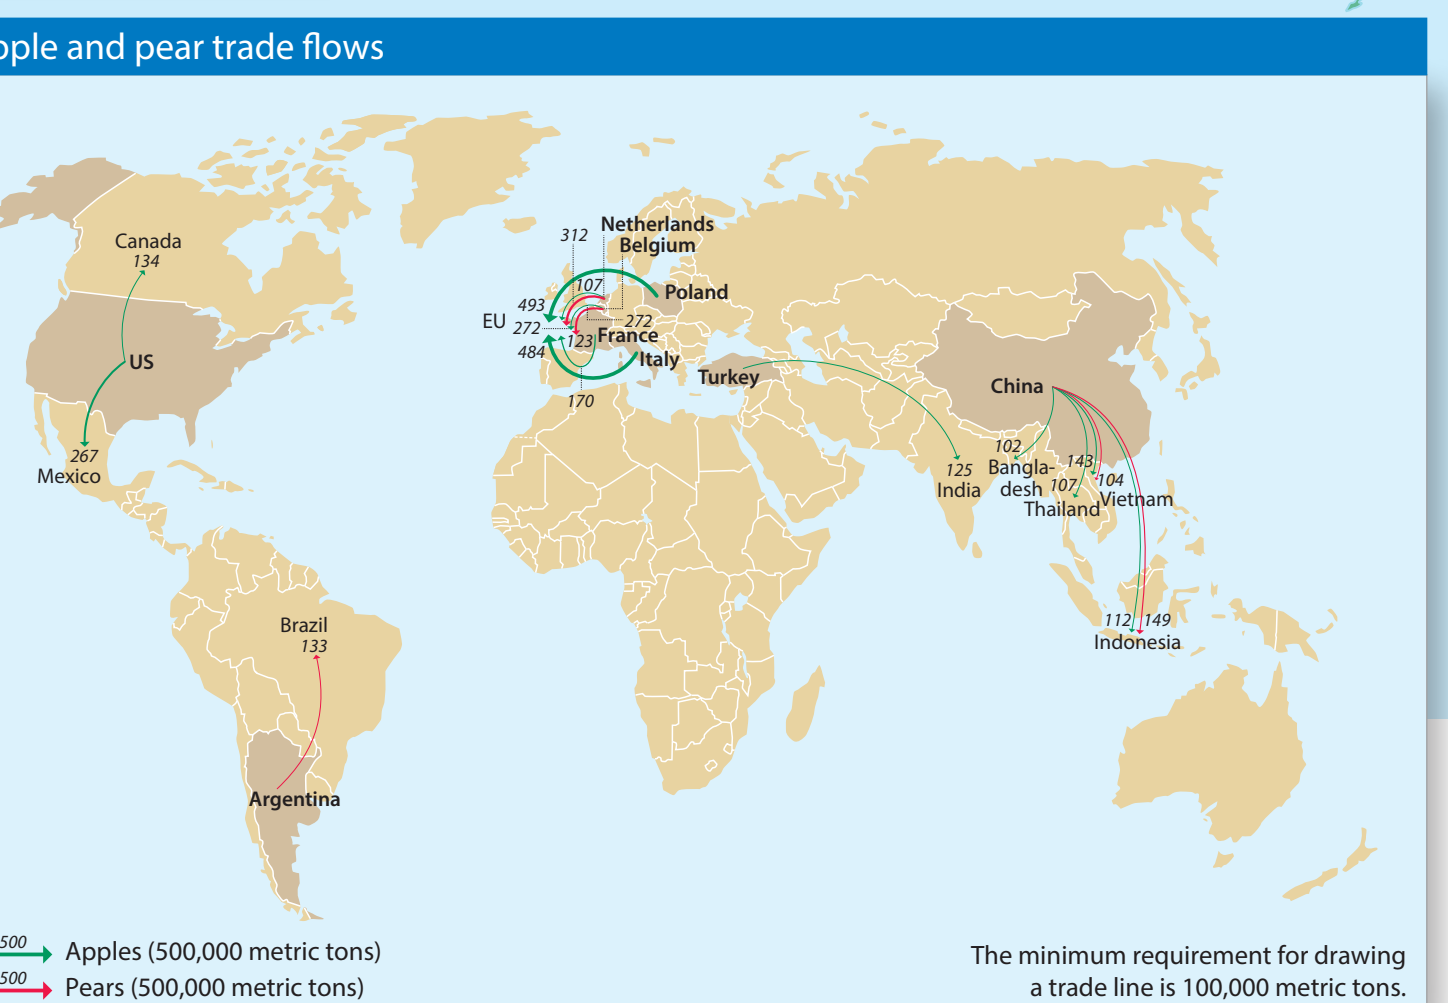 pple and pear trade flows
Netherlands
Belgium
312
Canada
134
107
Poland
493
EU
272
272
France
123
484
Italy
US
Turkey
China
170
267
Mexico
102
143
125
India
Bangla-
desh
107
104
Vietnam
Thailand
Brazil
133
112
149
Indonesia
Argentina
500
Apples (500,000 metric tons)
500
Pears (500,000 metric tons)
The minimum requirement for drawing
a trade line is 100,000 metric tons.